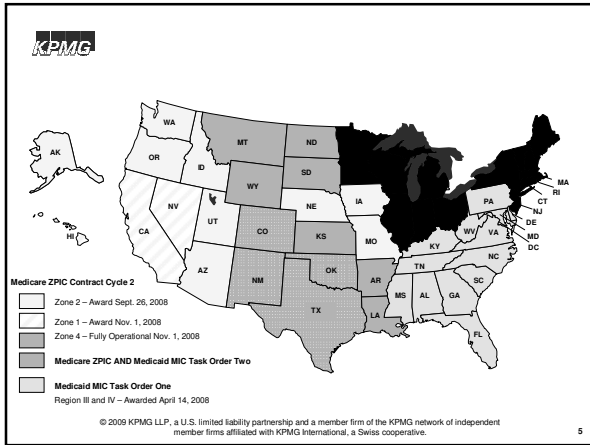 KPMG
WA
AK
MT
ND
OR
ID
SD
MA
WY
RI
CT
IA
PA
NJ
NE
NV
DE
UT
WV
VA
MD
CO
DC
CA
KS
MO
KY
HI
NC
TN
OK
AZ
NM
AR
SC
MS
AL
GA
TX
LA
FL
Medicare ZPIC Contract Cycle 2
Zone 2 – Award Sept. 26, 2008
Zone 1 – Award Nov. 1, 2008
Zone 4 – Fully Operational Nov. 1, 2008
Medicare ZPIC AND Medicaid MIC Task Order Two
Medicaid MIC Task Order One
Region III and IV – Awarded April 14, 2008
© 2009 KPMG LLP, a U.S. limited liability partnership and a member firm of the KPMG network of independent
member firms affiliated with KPMG International, a Swiss cooperative.
5